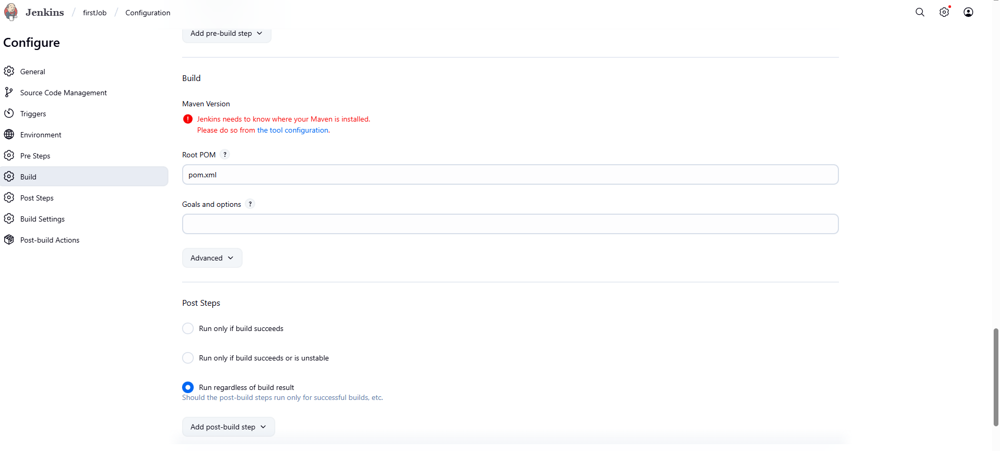 Jenkins / firstJob / Configuration
Configure
General
Source Code Management
Triggers
Environment
Pre Steps
Build
Post Steps
Build Settings
Post-build Actions
Add pre-build step
Build
Maven Version
Jenkins needs to know where your Maven is installed.
Please do so from the tool configuration.
Root POM ?
pom.xml
Goals and options ?
Advanced
Post Steps
Run only if build succeeds
Run only if build succeeds or is unstable
Run regardless of build result
Should the post-build steps run only for successful builds, etc.
Add post-build step